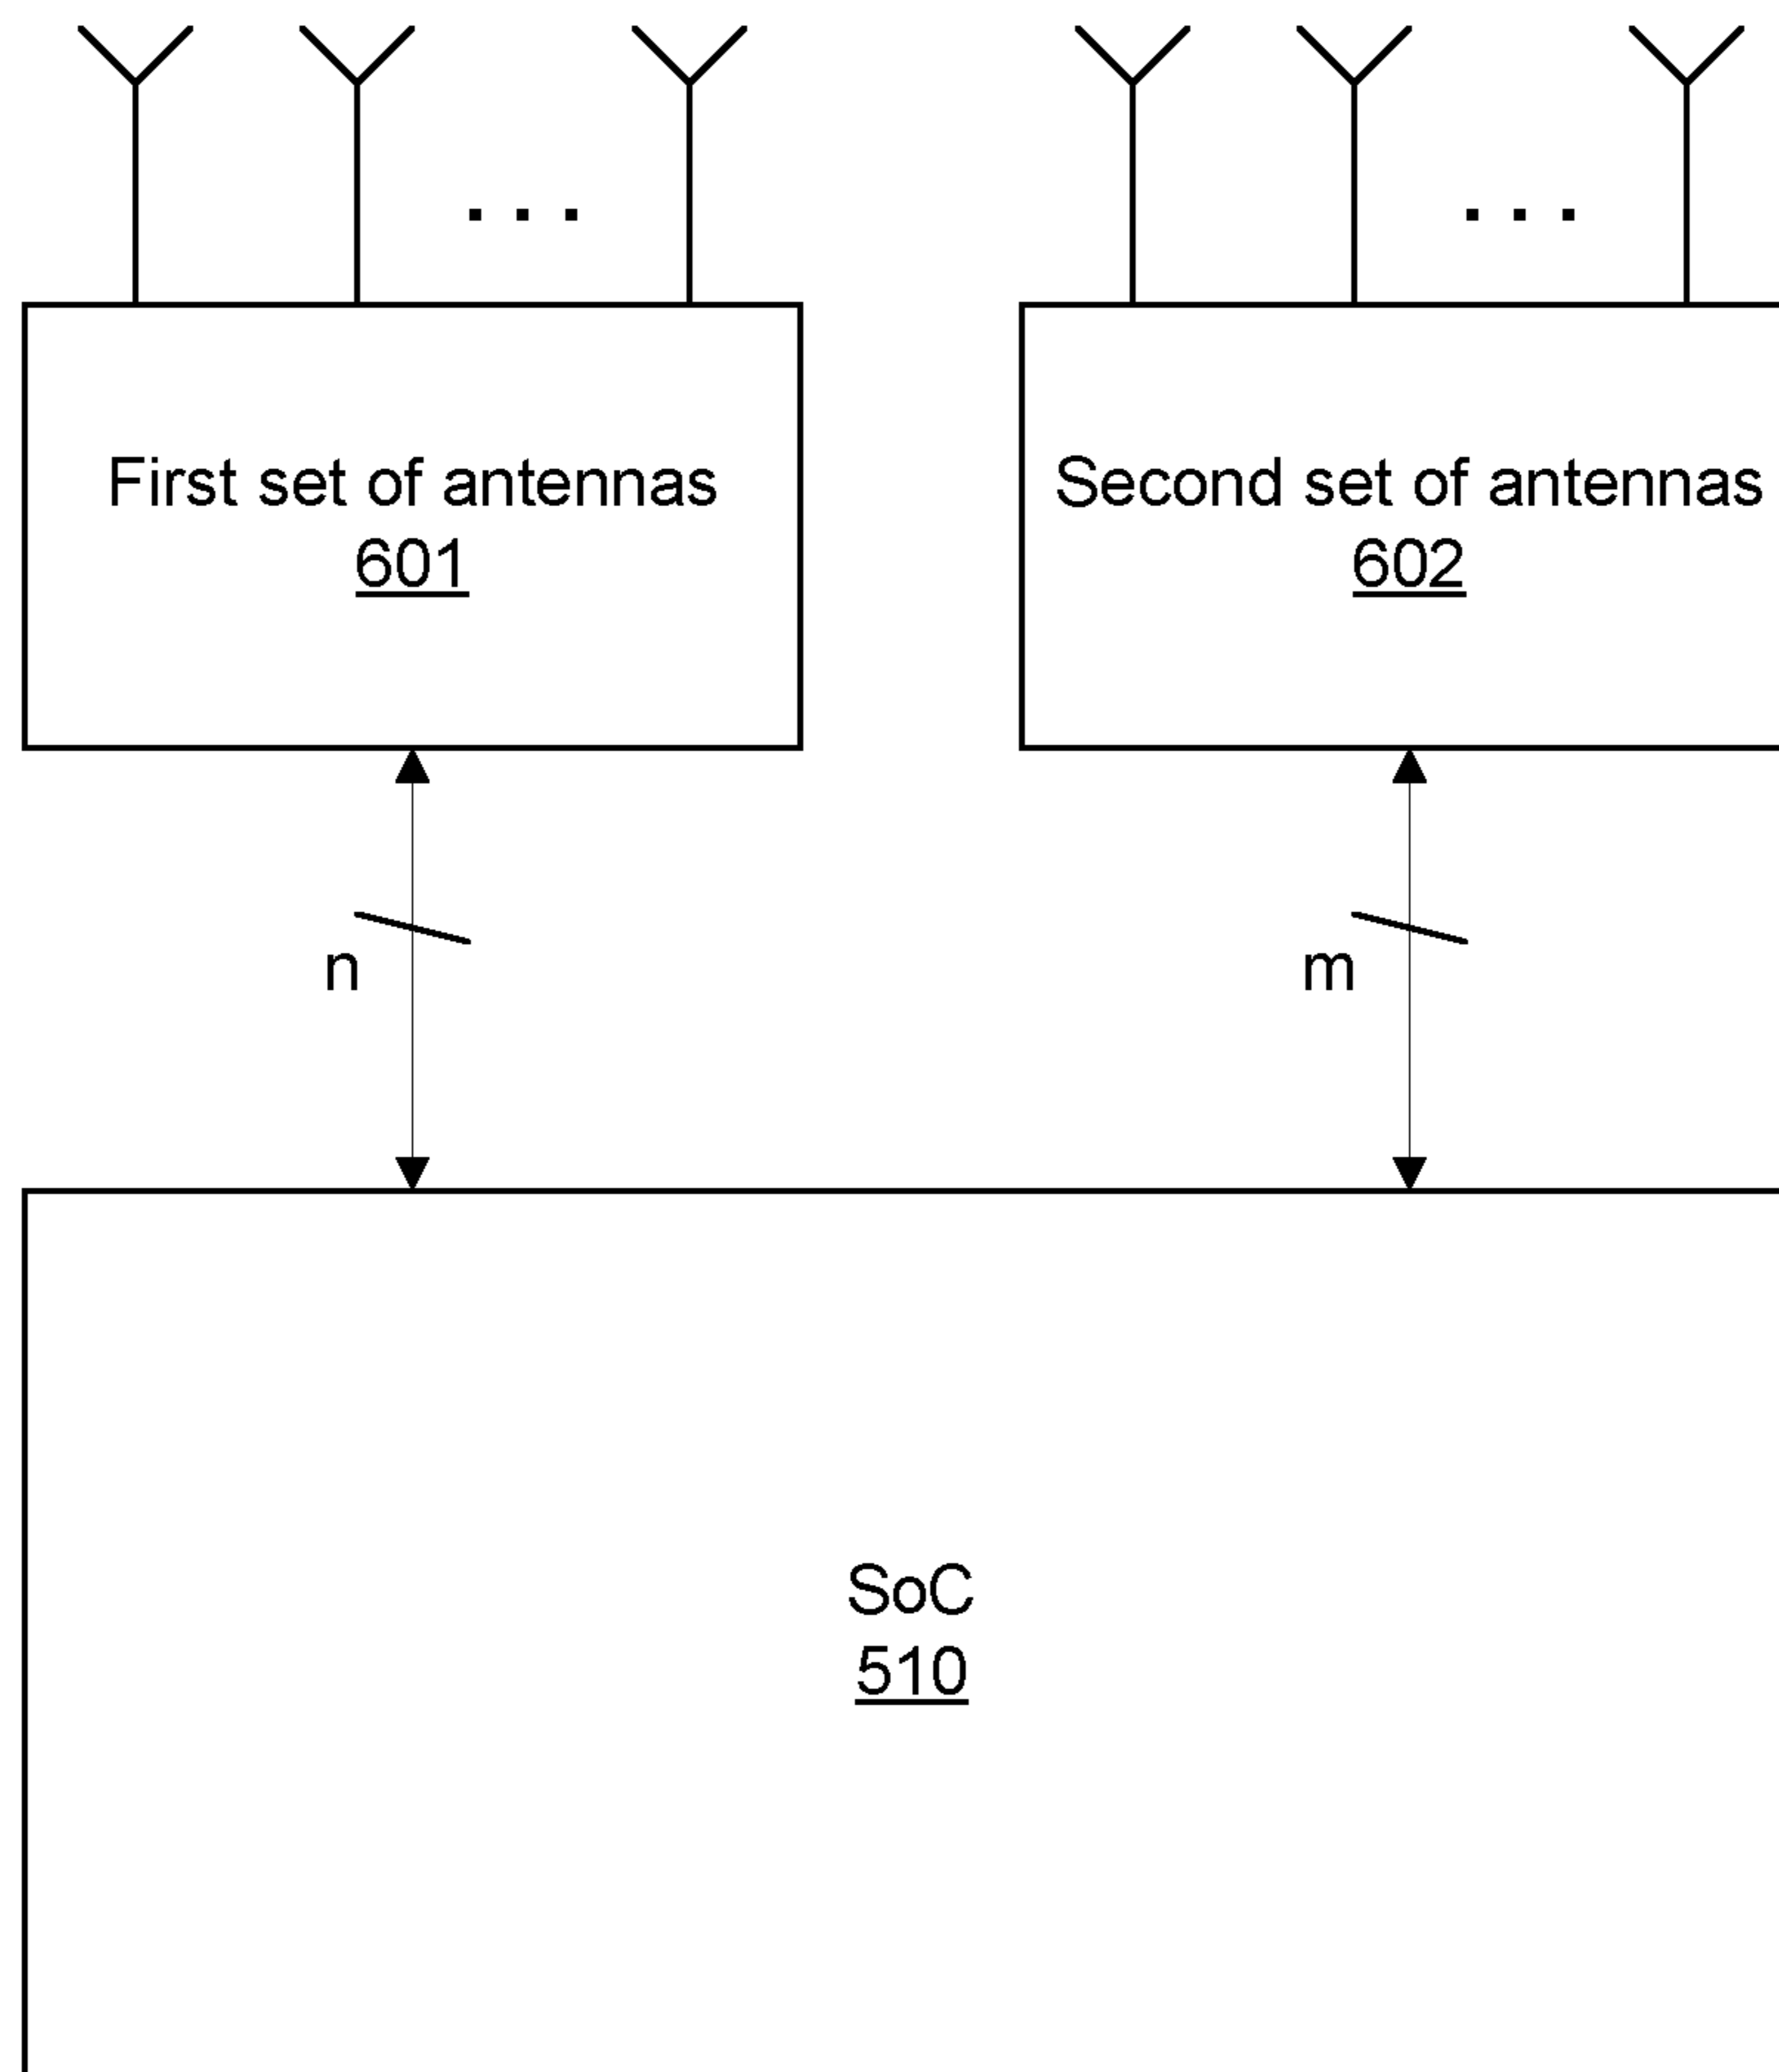 First set of antennas
601
Second set of antennas
602
n
m
SoC
510